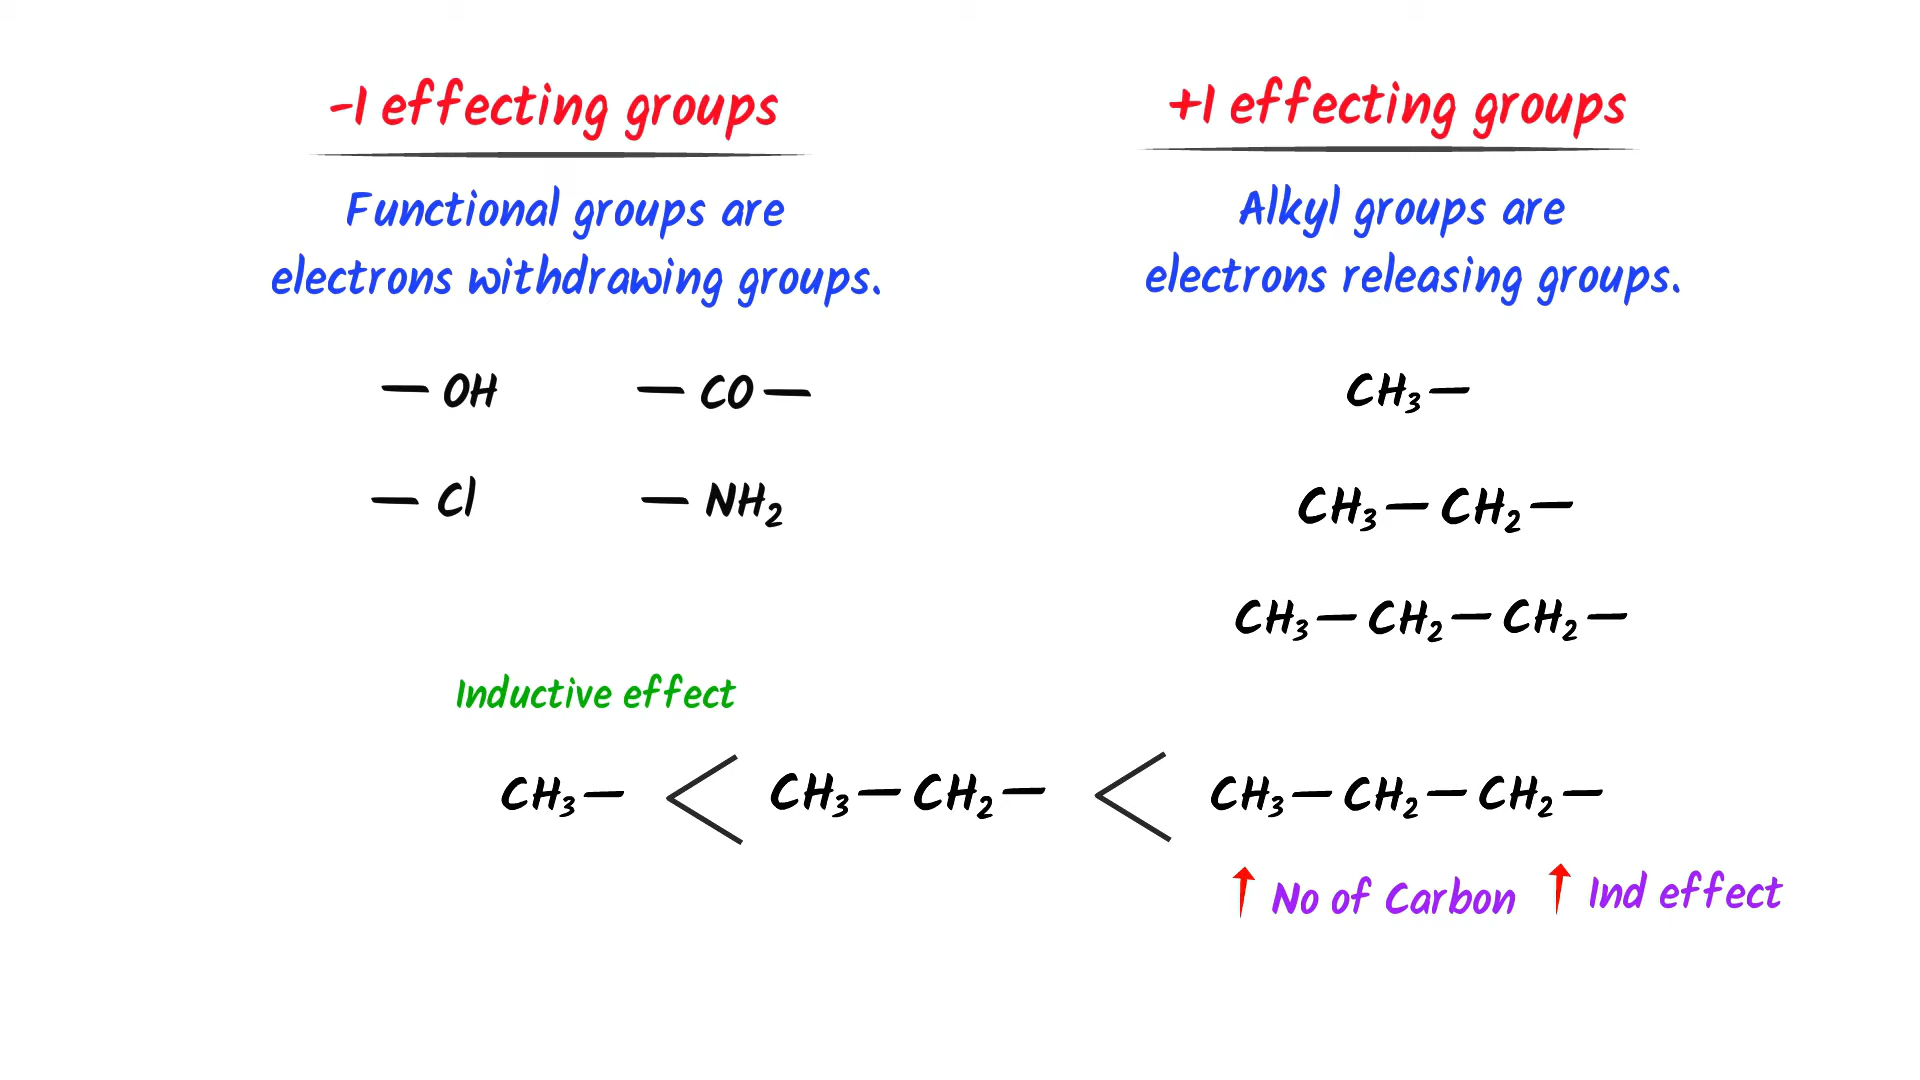 -I effecting groups
Functional groups are
electrons withdrawing groups.
— OH — CO —
— Cl — NH₂
+I effecting groups
Alkyl groups are
electrons releasing groups.
CH₃—
CH₃—CH₂—
CH₃—CH₂—CH₂—
Inductive effect
CH₃— < CH₃—CH₂— < CH₃—CH₂—CH₂—
↑ No of Carbon ↑ Ind effect